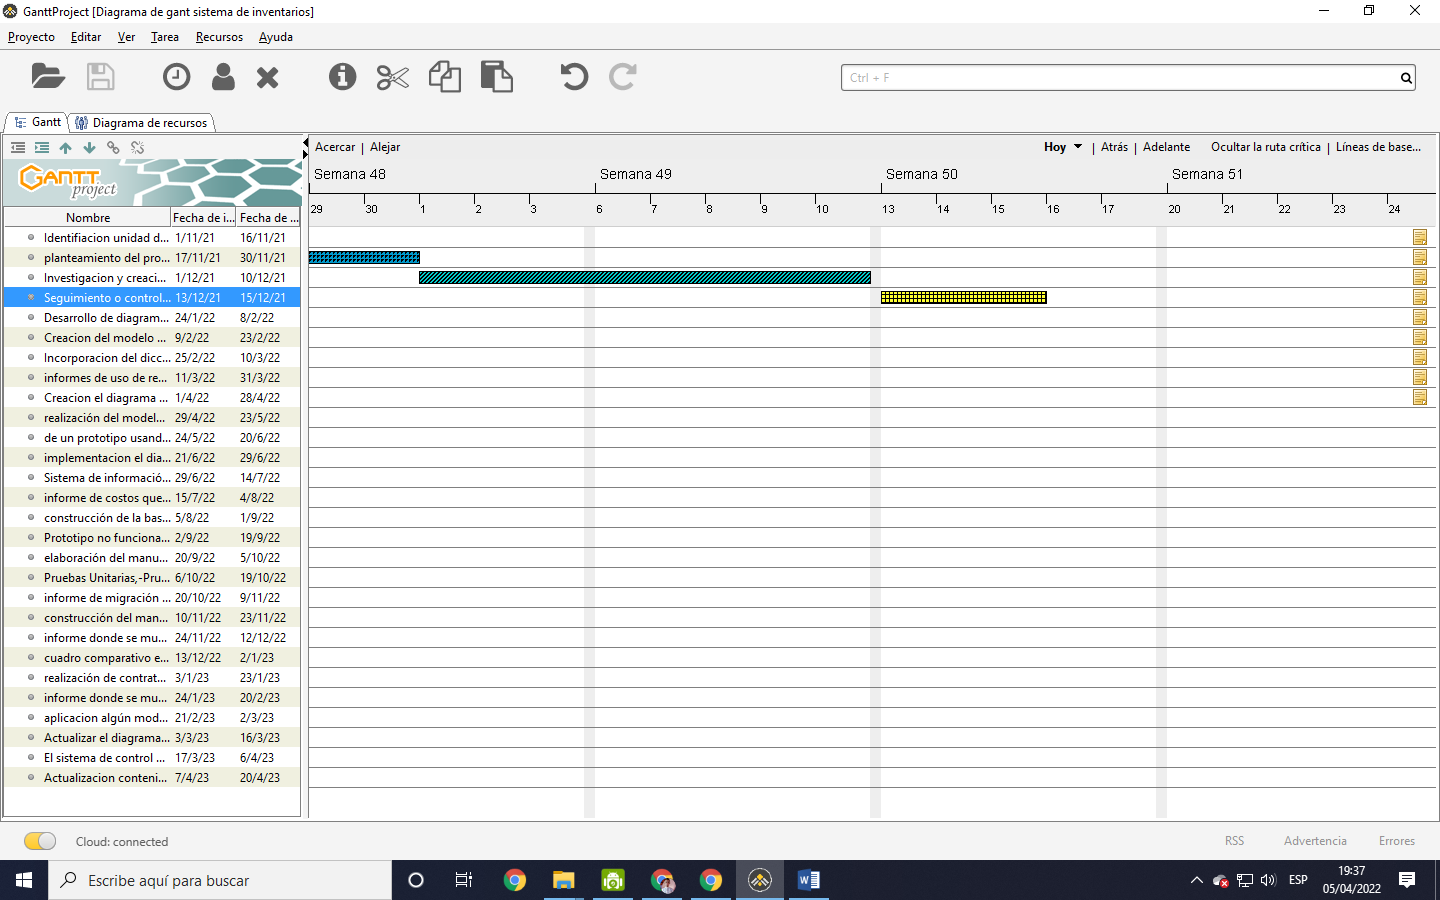 GanttProject [Diagrama de gant sistema de inventarios]
Proyecto Editar Ver Tarea Recursos Ayuda
Ctrl + F
Gantt Diagrama de recursos
Acercar | Alejar Hoy | Atrás | Adelante Ocultar la ruta crítica | Líneas de base...
GANTT project
Semana 48 Semana 49 Semana 50 Semana 51
29 30 1 2 3 6 7 8 9 10 13 14 15 16 17 20 21 22 23 24
Nombre Fecha de i... Fecha de ...
Identifiacion unidad d... 1/11/21 16/11/21
planteamiento del pro... 17/11/21 30/11/21
Investigacion y creaci... 1/12/21 10/12/21
Seguimiento o control... 13/12/21 15/12/21
Desarrollo de diagram... 24/1/22 8/2/22
Creacion del modelo ... 9/2/22 23/2/22
Incorporacion del dicc... 25/2/22 10/3/22
informes de uso de re... 11/3/22 31/3/22
Creacion el diagrama ... 1/4/22 28/4/22
realización del model... 29/4/22 23/5/22
de un prototipo usand... 24/5/22 20/6/22
implementacion el dia... 21/6/22 29/6/22
Sistema de informació... 29/6/22 14/7/22
informe de costos que... 15/7/22 4/8/22
construcción de la bas... 5/8/22 1/9/22
Prototipo no funciona... 2/9/22 19/9/22
elaboración del manu... 20/9/22 5/10/22
Pruebas Unitarias,-Pru... 6/10/22 19/10/22
informe de migración ... 20/10/22 9/11/22
construcción del man... 10/11/22 23/11/22
informe donde se mu... 24/11/22 12/12/22
cuadro comparativo e... 13/12/22 2/1/23
realización de contrat... 3/1/23 23/1/23
informe donde se mu... 24/1/23 20/2/23
aplicacion algún mod... 21/2/23 2/3/23
Actualizar el diagrama... 3/3/23 16/3/23
El sistema de control ... 17/3/23 6/4/23
Actualizacion conteni... 7/4/23 20/4/23
Cloud: connected RSS Advertencia Errores
Escribe aquí para buscar ESP 19:37
05/04/2022